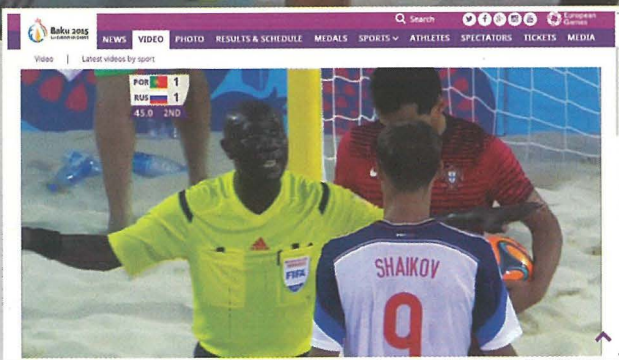 Search
European
Games
Baku 2015
NEWS VIDEO PHOTO RESULTS & SCHEDULE MEDALS SPORTS ATHLETES SPECTATORS TICKETS MEDIA
Video | Latest videos by sport
POR 1
RUS 1
45.0 2ND
FIFA
SHAIKOV
9